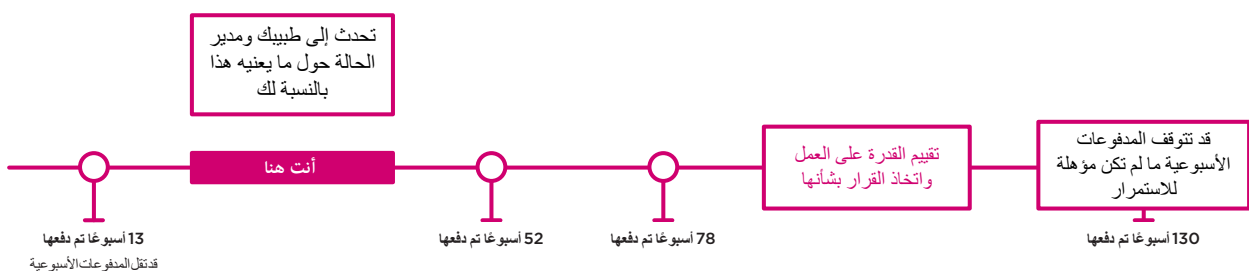 تحدث إلى طبيبك ومدير
الحالة حول ما يعنيه هذا
بالنسبة لك
أنت هنا
تقييم القدرة على العمل
واتخاذ القرار بشأنها
قد تتوقف المدفوعات
الأسبوعية ما لم تكن مؤهلة
للاستمرار
13 أسبوعًا تم دفعها
قد تقل المدفوعات الأسبوعية
52 أسبوعًا تم دفعها
78 أسبوعًا تم دفعها
130 أسبوعًا تم دفعها